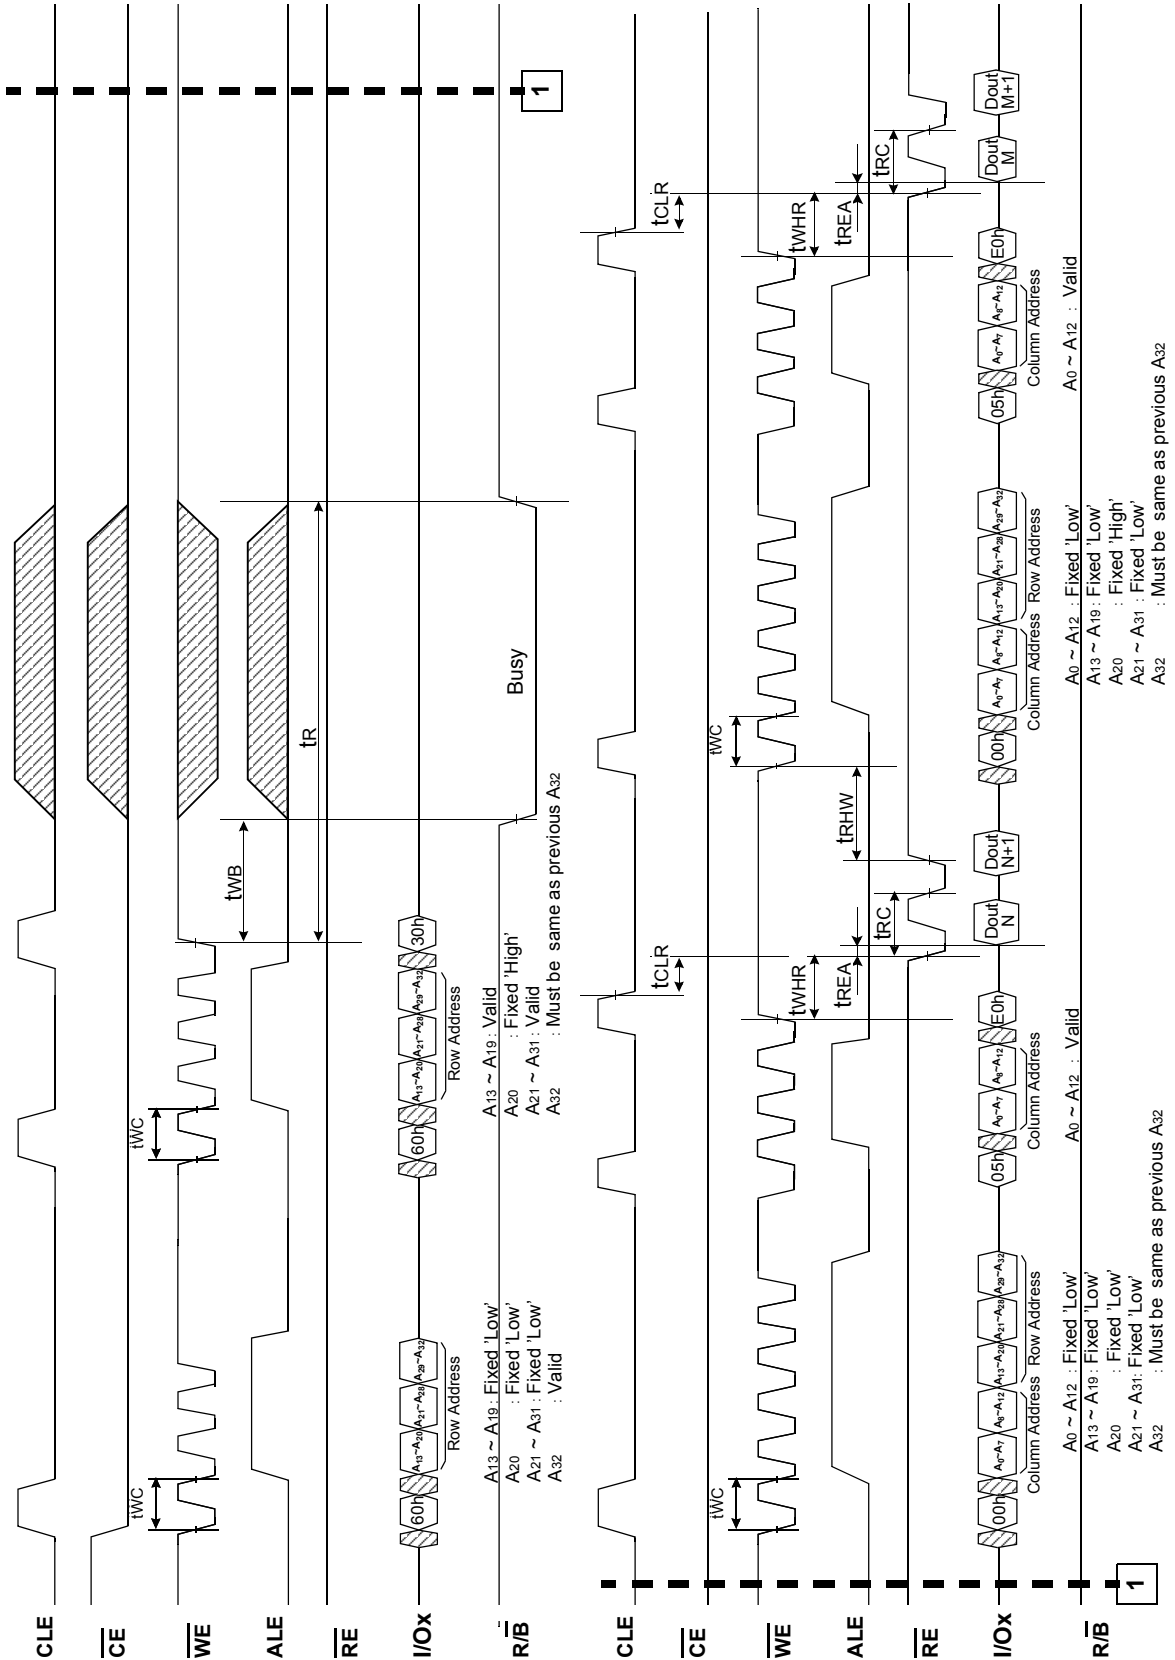 CLE
CE
WE
ALE
RE
I/Ox
R/B
tWC
tWC
tWB
tR
Busy
60h
A13~A20
A21~A28
A29~A32
Row Address
60h
A13~A20
A21~A28
A29~A32
30h
Row Address
A13 ~ A19 : Fixed 'Low'
A20 : Fixed 'Low'
A21 ~ A31 : Fixed 'Low'
A32 : Valid
A13 ~ A19 : Valid
A20 : Fixed 'High'
A21 ~ A31 : Valid
A32 : Must be same as previous A32
1
CLE
CE
WE
ALE
RE
I/Ox
R/B
1
tWC
tCLR
tWHR
tREA
tRC
tRHW
tWC
tCLR
tWHR
tREA
tRC
00h
A0~A7
A8~A12
A13~A20
A21~A28
A29~A32
Column Address
Row Address
05h
A0~A7
A8~A12
E0h
Column Address
Dout N
Dout N+1
00h
A0~A7
A8~A12
A13~A20
A21~A28
A29~A32
Column Address
Row Address
05h
A0~A7
A8~A12
E0h
Column Address
Dout M
Dout M+1
A0 ~ A12 : Fixed 'Low'
A13 ~ A19 : Fixed 'Low'
A20 : Fixed 'Low'
A21 ~ A31: Fixed 'Low'
A32 : Must be same as previous A32
A0 ~ A12 : Valid
A0 ~ A12 : Fixed 'Low'
A13 ~ A19 : Fixed 'Low'
A20 : Fixed 'High'
A21 ~ A31 : Fixed 'Low'
A32 : Must be same as previous A32
A0 ~ A12 : Valid